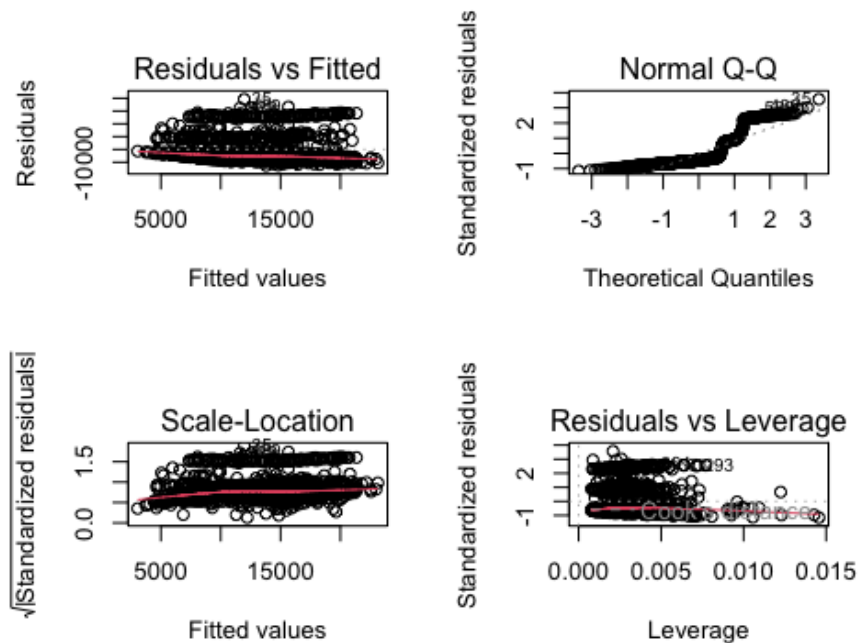 Residuals vs Fitted
Residuals
-10000
5000
15000
Fitted values
Normal Q-Q
Standardized residuals
-1
2
-3
-1
1
2
3
Theoretical Quantiles
Scale-Location
√|Standardized residuals|
0.0
1.5
5000
15000
Fitted values
Residuals vs Leverage
Standardized residuals
-1
2
Cook's distance
0.000
0.005
0.010
0.015
Leverage